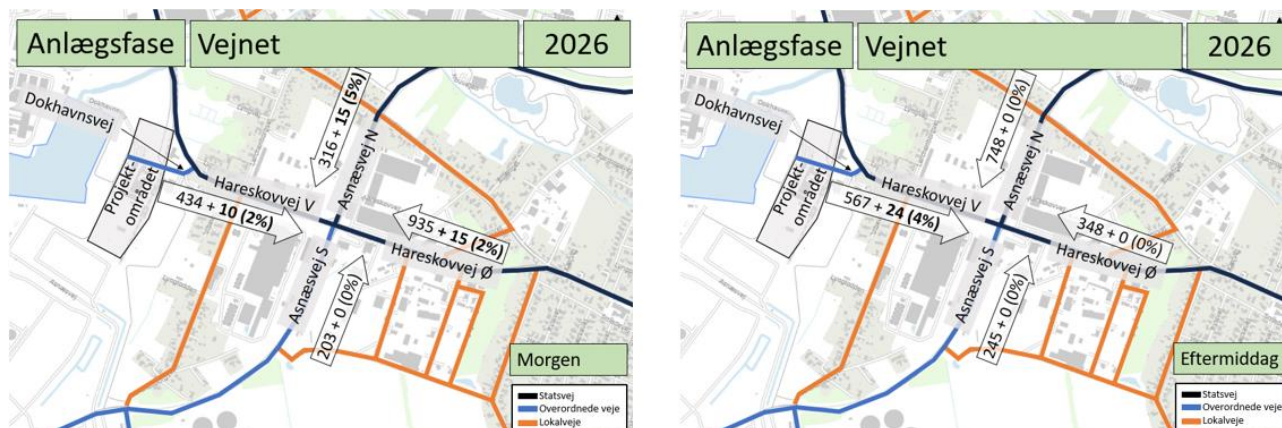 Anlægsfase
Vejnet
2026
Dokhavnsvej
Projekt-
området
316 + 15 (5%)
Asnæsvej N
Hareskovvej V
434 + 10 (2%)
935 + 15 (2%)
Hareskovvej Ø
Asnæsvej S
203 + 0 (0%)
Asnæsvej
Morgen
Statsvej
Overordnede veje
Lokalveje
Anlægsfase
Vejnet
2026
Dokhavnsvej
Projekt-
området
748 + 0 (0%)
Asnæsvej N
Hareskovvej V
567 + 24 (4%)
348 + 0 (0%)
Hareskovvej Ø
Asnæsvej S
245 + 0 (0%)
Asnæsvej
Eftermiddag
Statsvej
Overordnede veje
Lokalveje